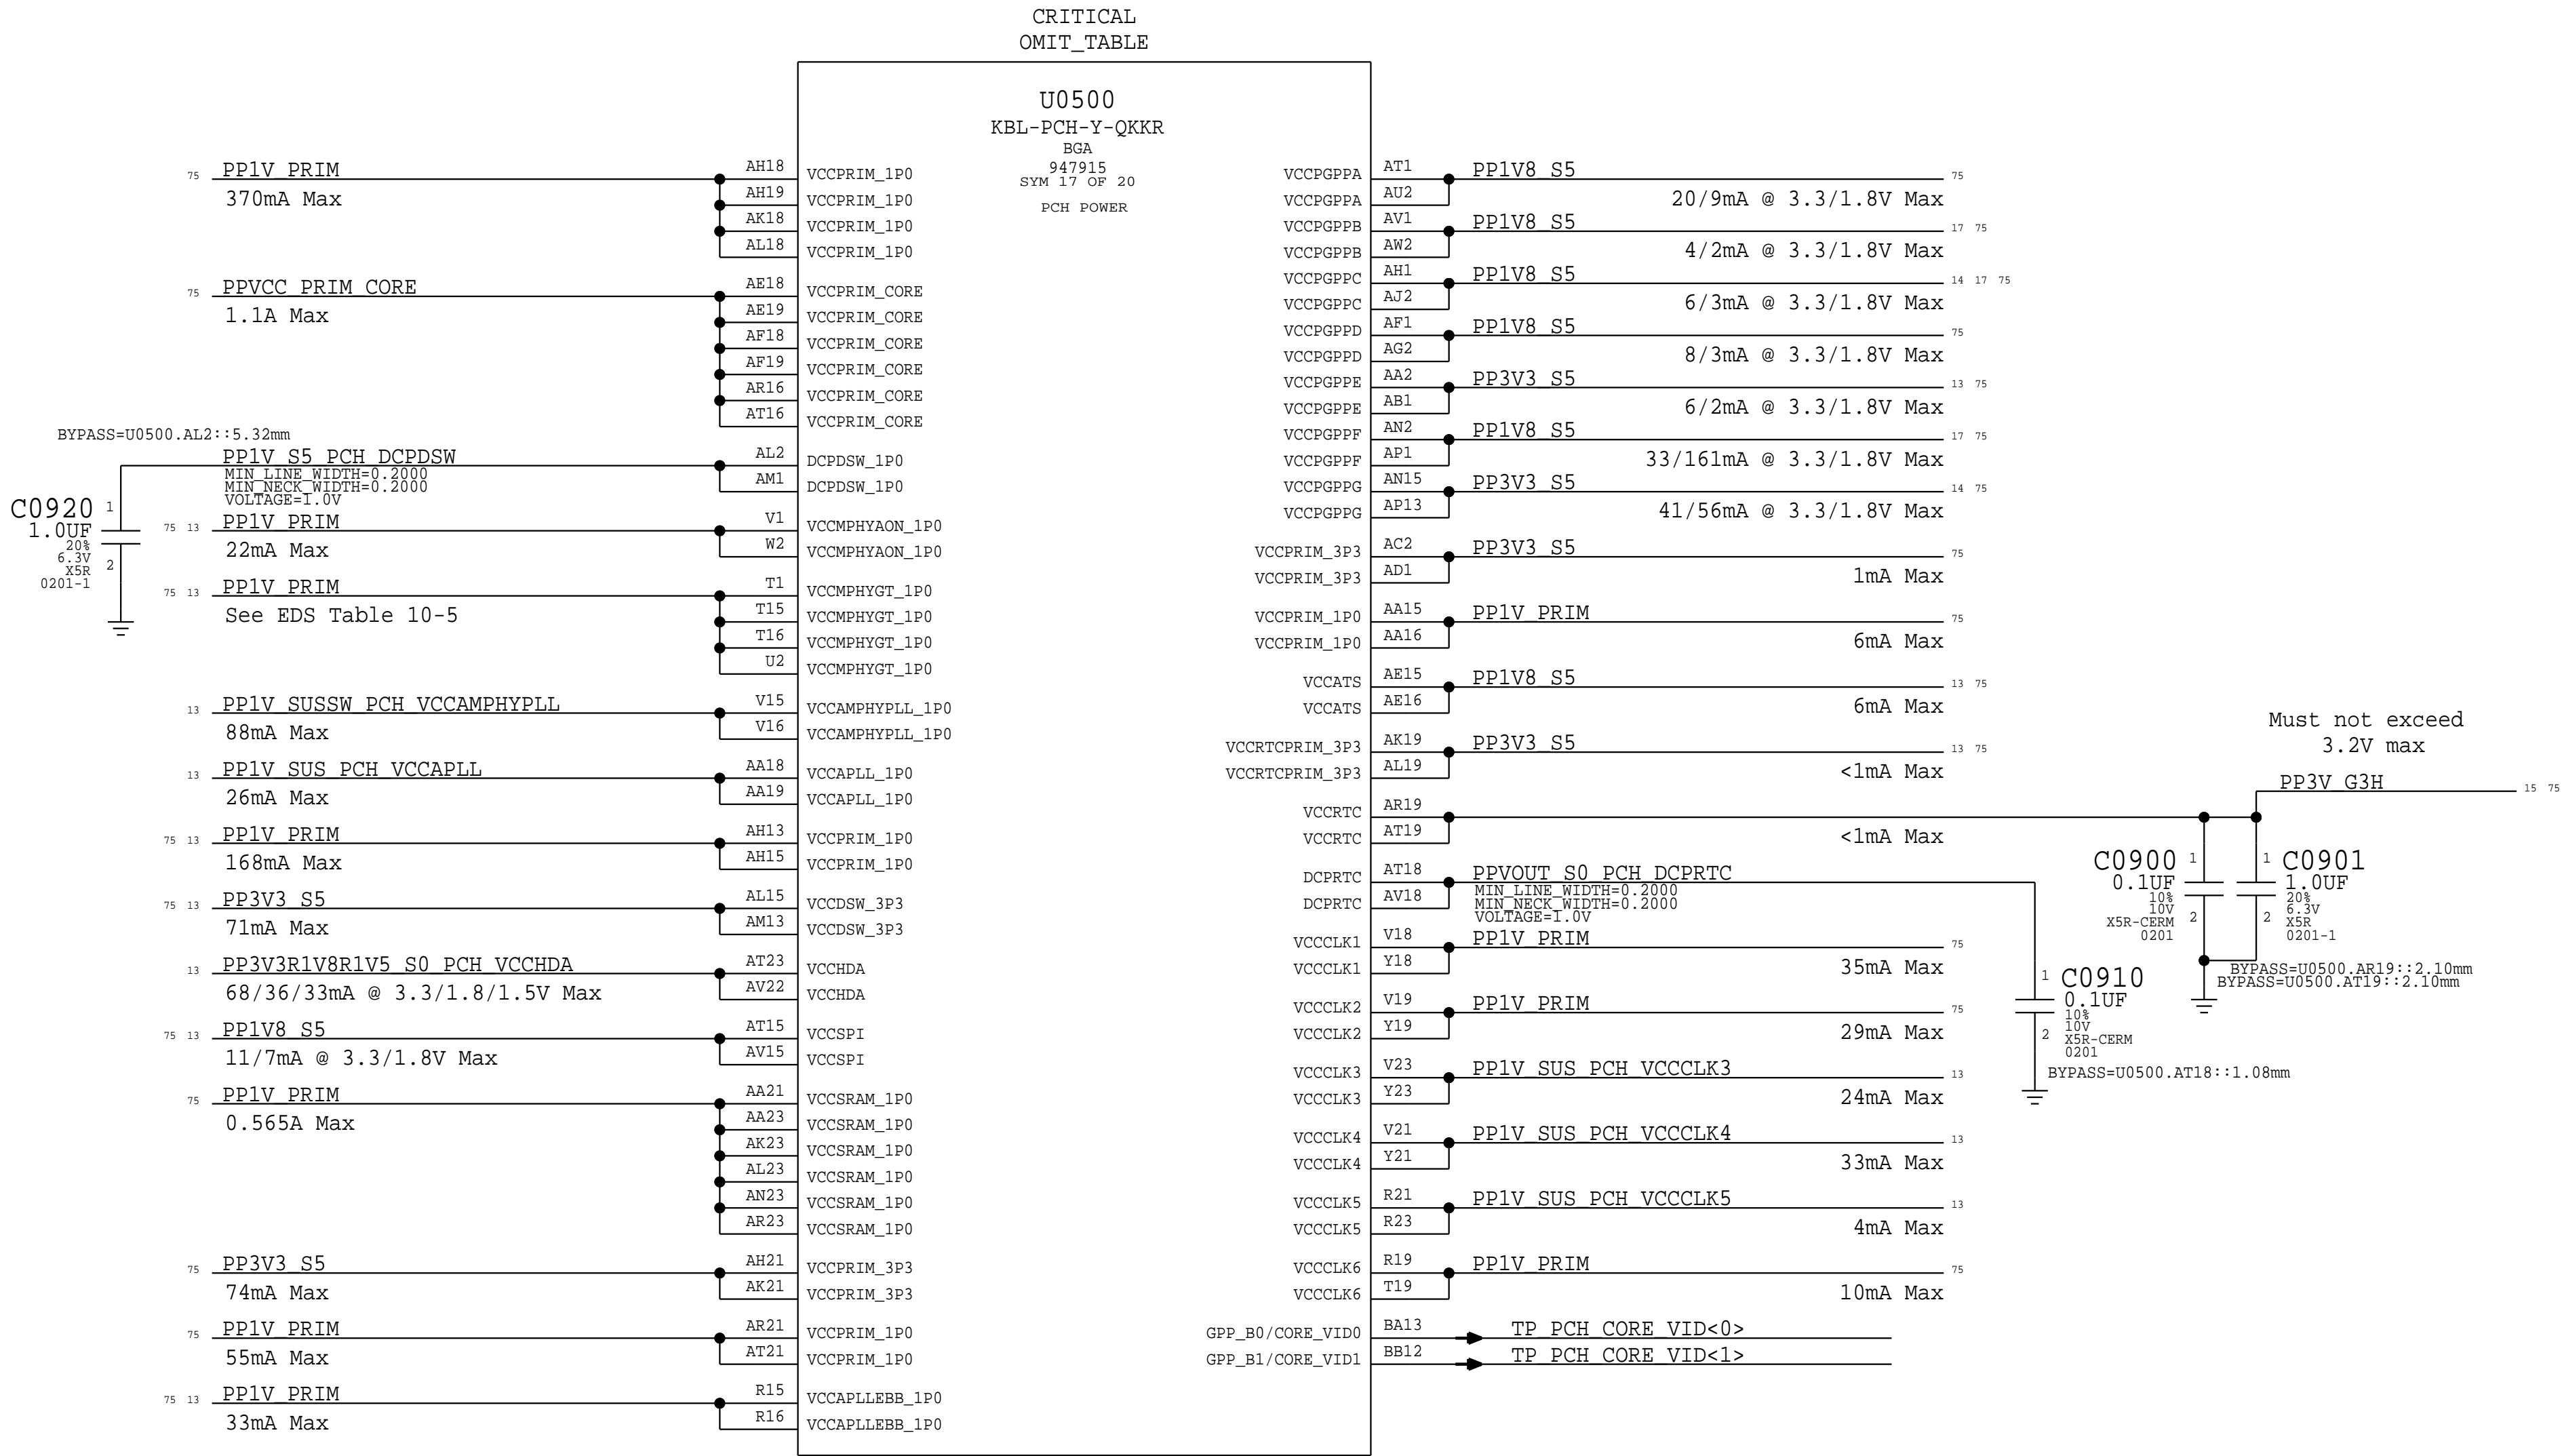 CRITICAL
OMIT_TABLE
U0500
KBL-PCH-Y-QKKR
BGA
947915
SYM 17 OF 20
PCH POWER
75 PP1V_PRIM
370mA Max
AH18 VCCPRIM_1P0
AH19 VCCPRIM_1P0
AK18 VCCPRIM_1P0
AL18 VCCPRIM_1P0
75 PPVCC_PRIM_CORE
1.1A Max
AE18 VCCPRIM_CORE
AE19 VCCPRIM_CORE
AF18 VCCPRIM_CORE
AF19 VCCPRIM_CORE
AR16 VCCPRIM_CORE
AT16 VCCPRIM_CORE
BYPASS=U0500.AL2::5.32mm
PP1V_S5_PCH_DCPDSW
MIN_LINE_WIDTH=0.2000
MIN_NECK_WIDTH=0.2000
VOLTAGE=1.0V
AL2 DCPDSW_1P0
AM1 DCPDSW_1P0
C0920 1
1.0UF
20%
6.3V
X5R 2
0201-1
75 13 PP1V_PRIM
22mA Max
V1 VCCMPHYAON_1P0
W2 VCCMPHYAON_1P0
75 13 PP1V_PRIM
See EDS Table 10-5
T1 VCCMPHYGT_1P0
T15 VCCMPHYGT_1P0
T16 VCCMPHYGT_1P0
U2 VCCMPHYGT_1P0
13 PP1V_SUSSW_PCH_VCCAMPHYPLL
88mA Max
V15 VCCAMPHYPLL_1P0
V16 VCCAMPHYPLL_1P0
13 PP1V_SUS_PCH_VCCAPLL
26mA Max
AA18 VCCAPLL_1P0
AA19 VCCAPLL_1P0
75 13 PP1V_PRIM
168mA Max
AH13 VCCPRIM_1P0
AH15 VCCPRIM_1P0
75 13 PP3V3_S5
71mA Max
AL15 VCCDSW_3P3
AM13 VCCDSW_3P3
13 PP3V3R1V8R1V5_S0_PCH_VCCHDA
68/36/33mA @ 3.3/1.8/1.5V Max
AT23 VCCHDA
AV22 VCCHDA
75 13 PP1V8_S5
11/7mA @ 3.3/1.8V Max
AT15 VCCSPI
AV15 VCCSPI
75 PP1V_PRIM
0.565A Max
AA21 VCCSRAM_1P0
AA23 VCCSRAM_1P0
AK23 VCCSRAM_1P0
AL23 VCCSRAM_1P0
AN23 VCCSRAM_1P0
AR23 VCCSRAM_1P0
75 PP3V3_S5
74mA Max
AH21 VCCPRIM_3P3
AK21 VCCPRIM_3P3
75 PP1V_PRIM
55mA Max
AR21 VCCPRIM_1P0
AT21 VCCPRIM_1P0
75 13 PP1V_PRIM
33mA Max
R15 VCCAPLLEBB_1P0
R16 VCCAPLLEBB_1P0
VCCPGPPA AT1 PP1V8_S5 75
VCCPGPPA AU2 20/9mA @ 3.3/1.8V Max
VCCPGPPB AV1 PP1V8_S5 17 75
VCCPGPPB AW2 4/2mA @ 3.3/1.8V Max
VCCPGPPC AH1 PP1V8_S5 14 17 75
VCCPGPPC AJ2 6/3mA @ 3.3/1.8V Max
VCCPGPPD AF1 PP1V8_S5 75
VCCPGPPD AG2 8/3mA @ 3.3/1.8V Max
VCCPGPPE AA2 PP3V3_S5 13 75
VCCPGPPE AB1 6/2mA @ 3.3/1.8V Max
VCCPGPPF AN2 PP1V8_S5 17 75
VCCPGPPF AP1 33/161mA @ 3.3/1.8V Max
VCCPGPPG AN15 PP3V3_S5 14 75
VCCPGPPG AP13 41/56mA @ 3.3/1.8V Max
VCCPRIM_3P3 AC2 PP3V3_S5 75
VCCPRIM_3P3 AD1 1mA Max
VCCPRIM_1P0 AA15 PP1V_PRIM 75
VCCPRIM_1P0 AA16 6mA Max
VCCATS AE15 PP1V8_S5 13 75
VCCATS AE16 6mA Max
VCCRTCPRIM_3P3 AK19 PP3V3_S5 13 75
VCCRTCPRIM_3P3 AL19 <1mA Max
Must not exceed
3.2V max
PP3V_G3H 15 75
VCCRTC AR19
VCCRTC AT19 <1mA Max
C0900 1
0.1UF
10%
10V
X5R-CERM 2
0201
1 C0901
1.0UF
20%
6.3V
2 X5R
0201-1
BYPASS=U0500.AR19::2.10mm
BYPASS=U0500.AT19::2.10mm
DCPRTC AT18 PPVOUT_S0_PCH_DCPRTC
DCPRTC AV18 MIN_LINE_WIDTH=0.2000
MIN_NECK_WIDTH=0.2000
VOLTAGE=1.0V
1 C0910
0.1UF
10%
10V
2 X5R-CERM
0201
BYPASS=U0500.AT18::1.08mm
VCCCLK1 V18 PP1V_PRIM 75
VCCCLK1 Y18 35mA Max
VCCCLK2 V19 PP1V_PRIM 75
VCCCLK2 Y19 29mA Max
VCCCLK3 V23 PP1V_SUS_PCH_VCCCLK3 13
VCCCLK3 Y23 24mA Max
VCCCLK4 V21 PP1V_SUS_PCH_VCCCLK4 13
VCCCLK4 Y21 33mA Max
VCCCLK5 R21 PP1V_SUS_PCH_VCCCLK5 13
VCCCLK5 R23 4mA Max
VCCCLK6 R19 PP1V_PRIM 75
VCCCLK6 T19 10mA Max
GPP_B0/CORE_VID0 BA13 TP_PCH_CORE_VID<0>
GPP_B1/CORE_VID1 BB12 TP_PCH_CORE_VID<1>